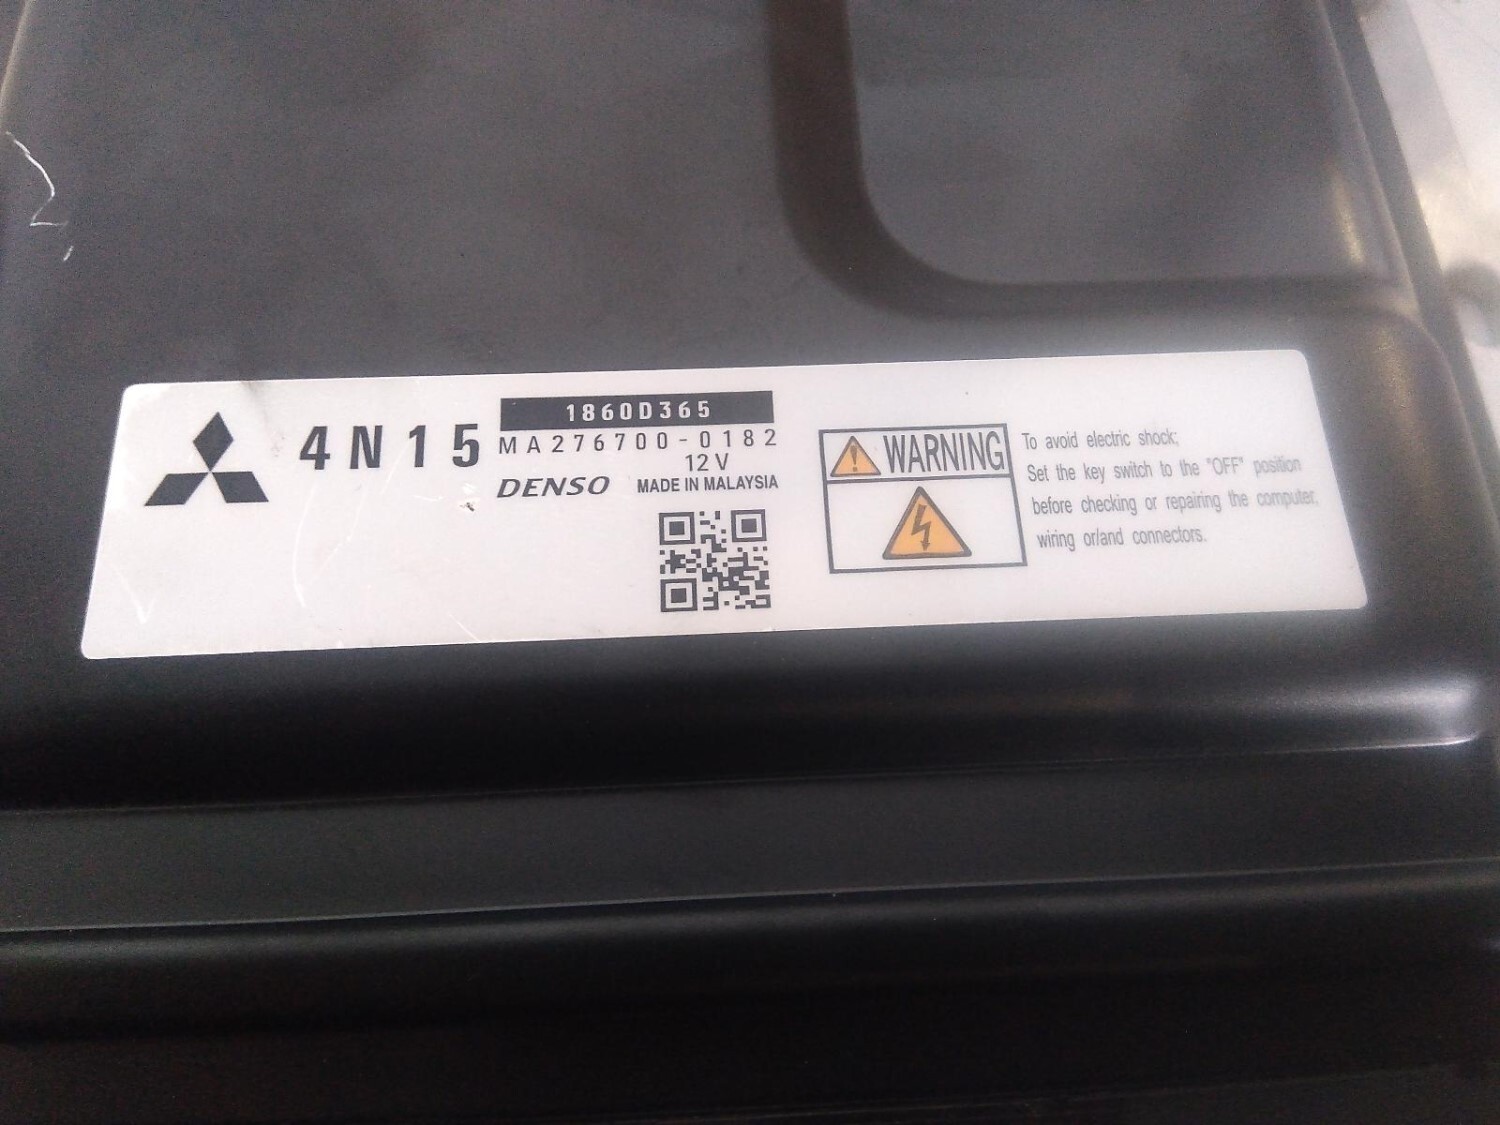 4N15
1860D365
MA276700-0182
12V
DENSO MADE IN MALAYSIA
WARNING
To avoid electric shock;
Set the key switch to the "OFF" position
before checking or repairing the computer,
wiring or/and connectors.